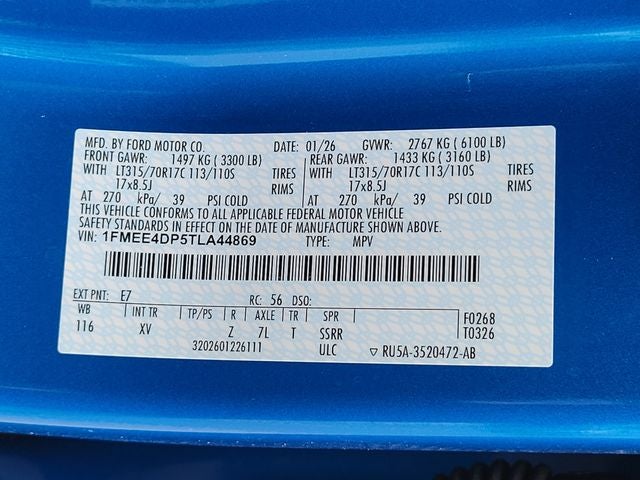 MFD. BY FORD MOTOR CO. DATE: 01/26 GVWR: 2767 KG ( 6100 LB)
FRONT GAWR: 1497 KG ( 3300 LB) REAR GAWR: 1433 KG ( 3160 LB)
LT315/70R17C 113/110S TIRES LT315/70R17C 113/110S TIRES
17x8.5J RIMS 17x8.5J RIMS
AT 270 kPa/ 39 PSI COLD AT 270 kPa/ 39 PSI COLD
THIS VEHICLE CONFORMS TO ALL APPLICABLE FEDERAL MOTOR VEHICLE
SAFETY STANDARDS IN EFFECT ON THE DATE OF MANUFACTURE SHOWN ABOVE.
VIN: 1FMEE4DP5TLA44869 TYPE: MPV
EXT PNT: E7 RC: 56 DSO:
WB INT TR TP/PS R AXLE TR SPR F0268
116 XV Z 7L T SSRR T0326
3202601226111 ULC ▽ RU5A-3520472-AB